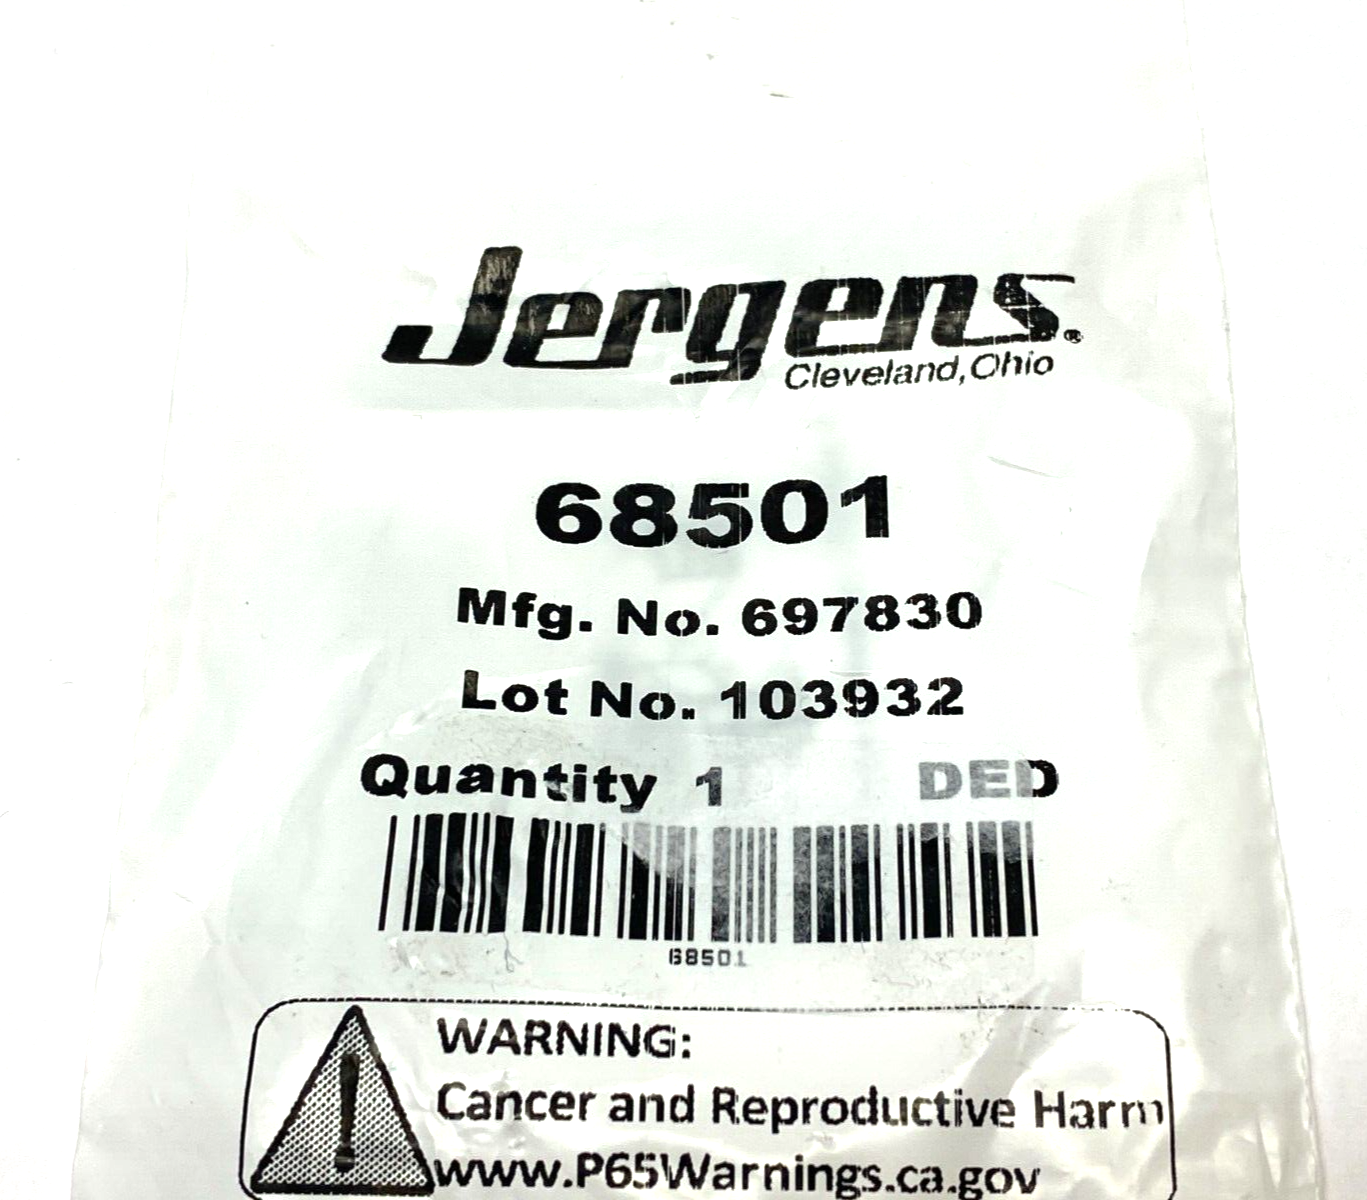 Jergens®
Cleveland, Ohio
68501
Mfg. No. 697830
Lot No. 103932
Quantity 1 DED
68501
WARNING:
Cancer and Reproductive Harm
www.P65Warnings.ca.gov